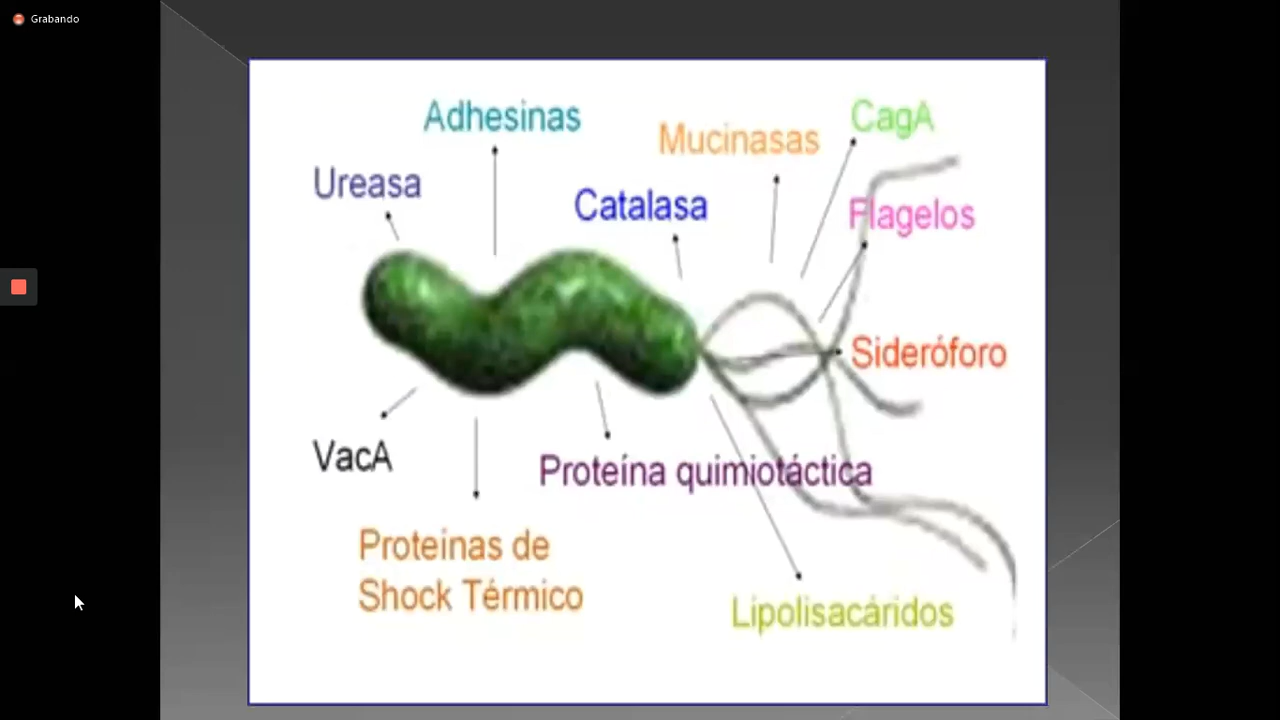 Grabando
Adhesinas
Mucinasas
CagA
Ureasa
Catalasa
Flagelos
Sideróforo
VacA
Proteína quimiotáctica
Proteinas de
Shock Térmico
Lipolisacáridos